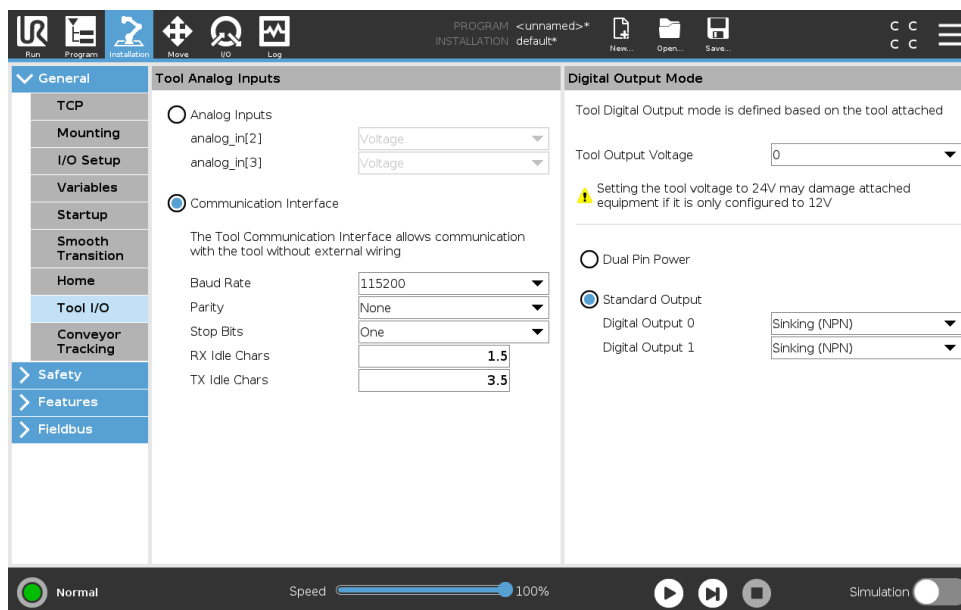 UR
Run
Program
Installation
Move
I/O
Log
PROGRAM <unnamed>*
INSTALLATION default*
New...
Open...
Save...
C C
C C
General
TCP
Mounting
I/O Setup
Variables
Startup
Smooth
Transition
Home
Tool I/O
Conveyor
Tracking
Safety
Features
Fieldbus
Tool Analog Inputs
Analog Inputs
analog_in[2] Voltage
analog_in[3] Voltage
Communication Interface
The Tool Communication Interface allows communication
with the tool without external wiring
Baud Rate 115200
Parity None
Stop Bits One
RX Idle Chars 1.5
TX Idle Chars 3.5
Digital Output Mode
Tool Digital Output mode is defined based on the tool attached
Tool Output Voltage 0
Setting the tool voltage to 24V may damage attached
equipment if it is only configured to 12V
Dual Pin Power
Standard Output
Digital Output 0 Sinking (NPN)
Digital Output 1 Sinking (NPN)
Normal
Speed 100%
Simulation